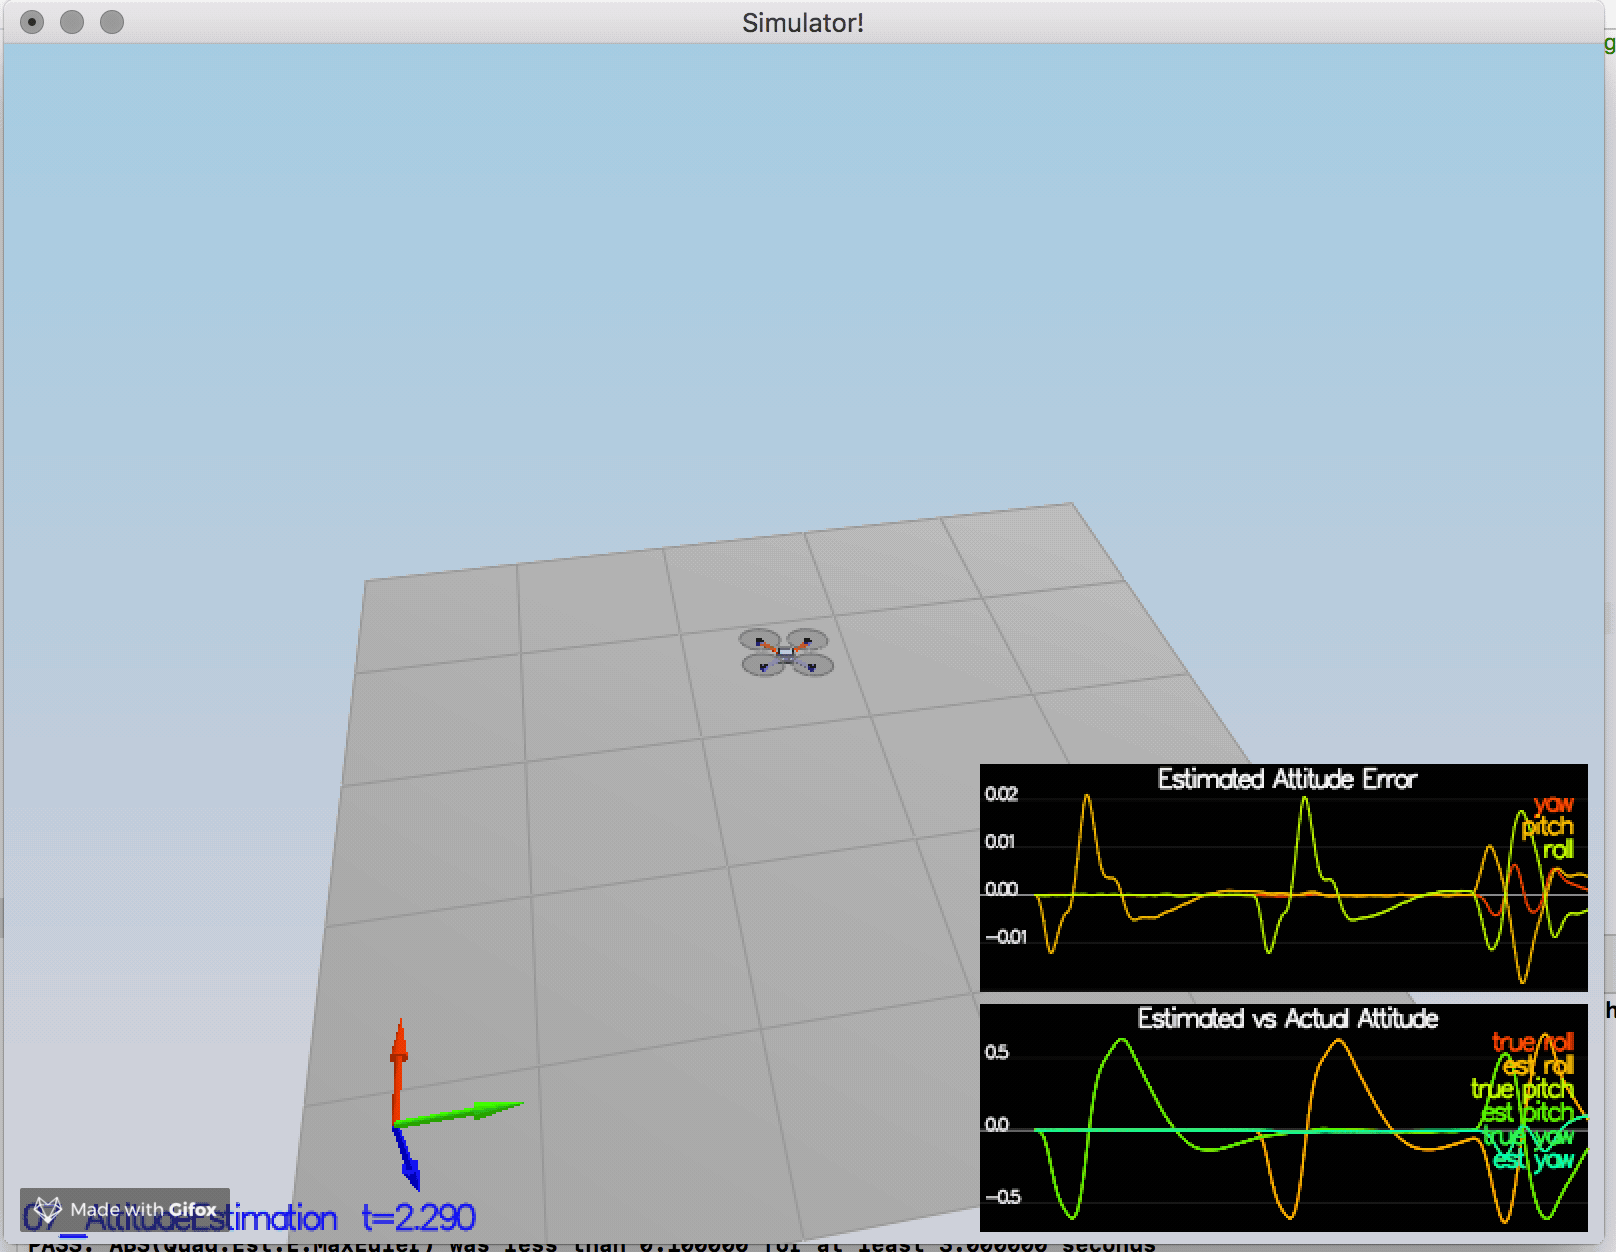 Simulator!
g
Estimated Attitude Error
0.02
0.01
0.00
-0.01
yaw
pitch
roll
h
Estimated vs Actual Attitude
0.5
0.0
-0.5
true roll
est roll
true pitch
est pitch
true yaw
est yaw
Made with Gifox
07_AttitudeEstimation t=2.290
PASS: ABS(Quad.Est.E.MaxEuler) was less than 0.100000 for at least 3.000000 seconds